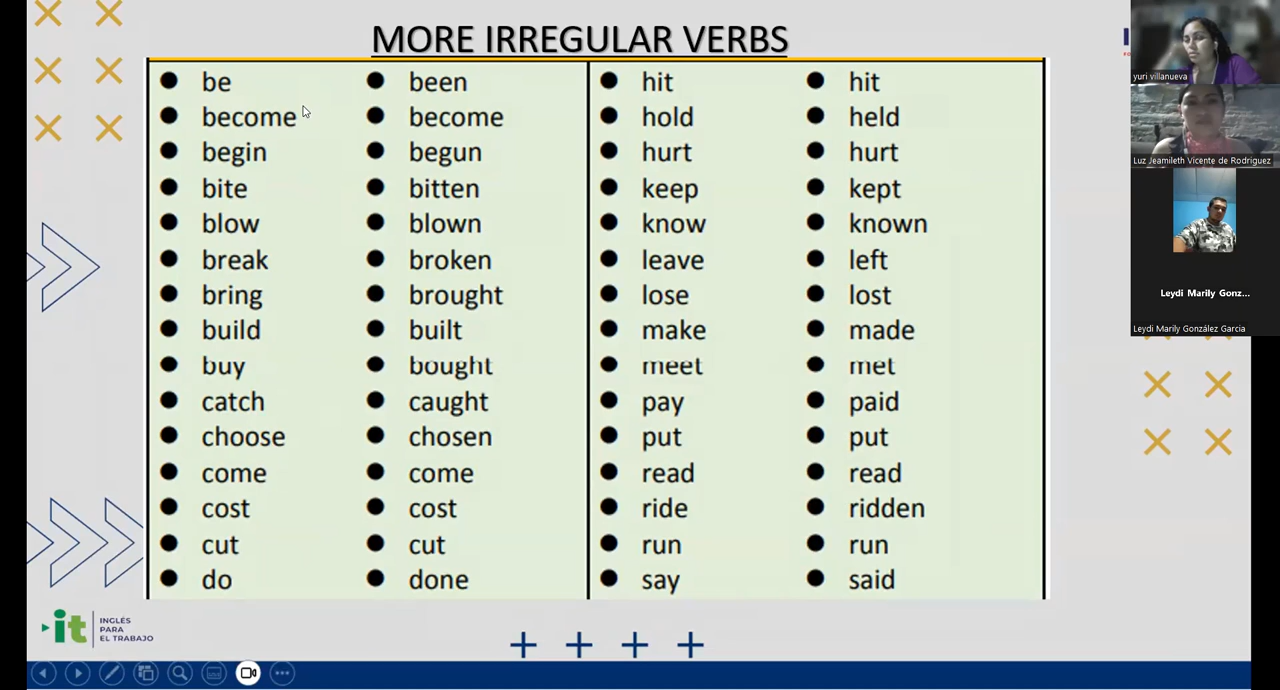 MORE IRREGULAR VERBS
be been hit hit
become become hold held
begin begun hurt hurt
bite bitten keep kept
blow blown know known
break broken leave left
bring brought lose lost
build built make made
buy bought meet met
catch caught pay paid
choose chosen put put
come come read read
cost cost ride ridden
cut cut run run
do done say said
it
INGLÉS
PARA
EL TRABAJO
yuri villanueva
Luz Jeamileth Vicente de Rodriguez
Leydi Marily Gonz...
Leydi Marily González Garcia